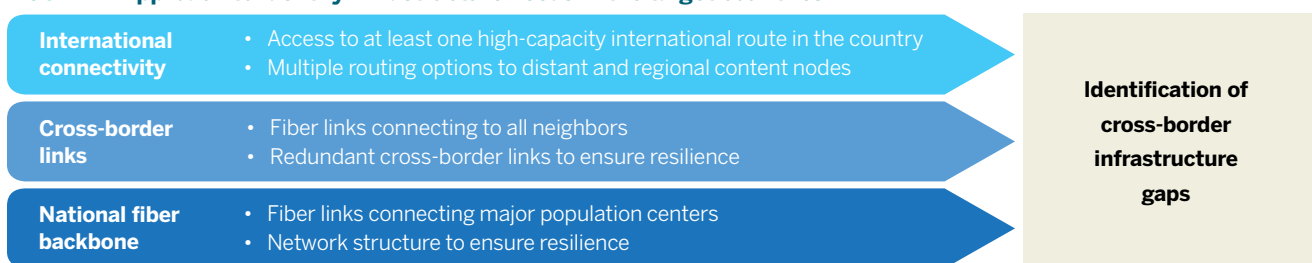 International
connectivity
• Access to at least one high-capacity international route in the country
• Multiple routing options to distant and regional content nodes
Cross-border
links
• Fiber links connecting to all neighbors
• Redundant cross-border links to ensure resilience
National fiber
backbone
• Fiber links connecting major population centers
• Network structure to ensure resilience
Identification of
cross-border
infrastructure
gaps